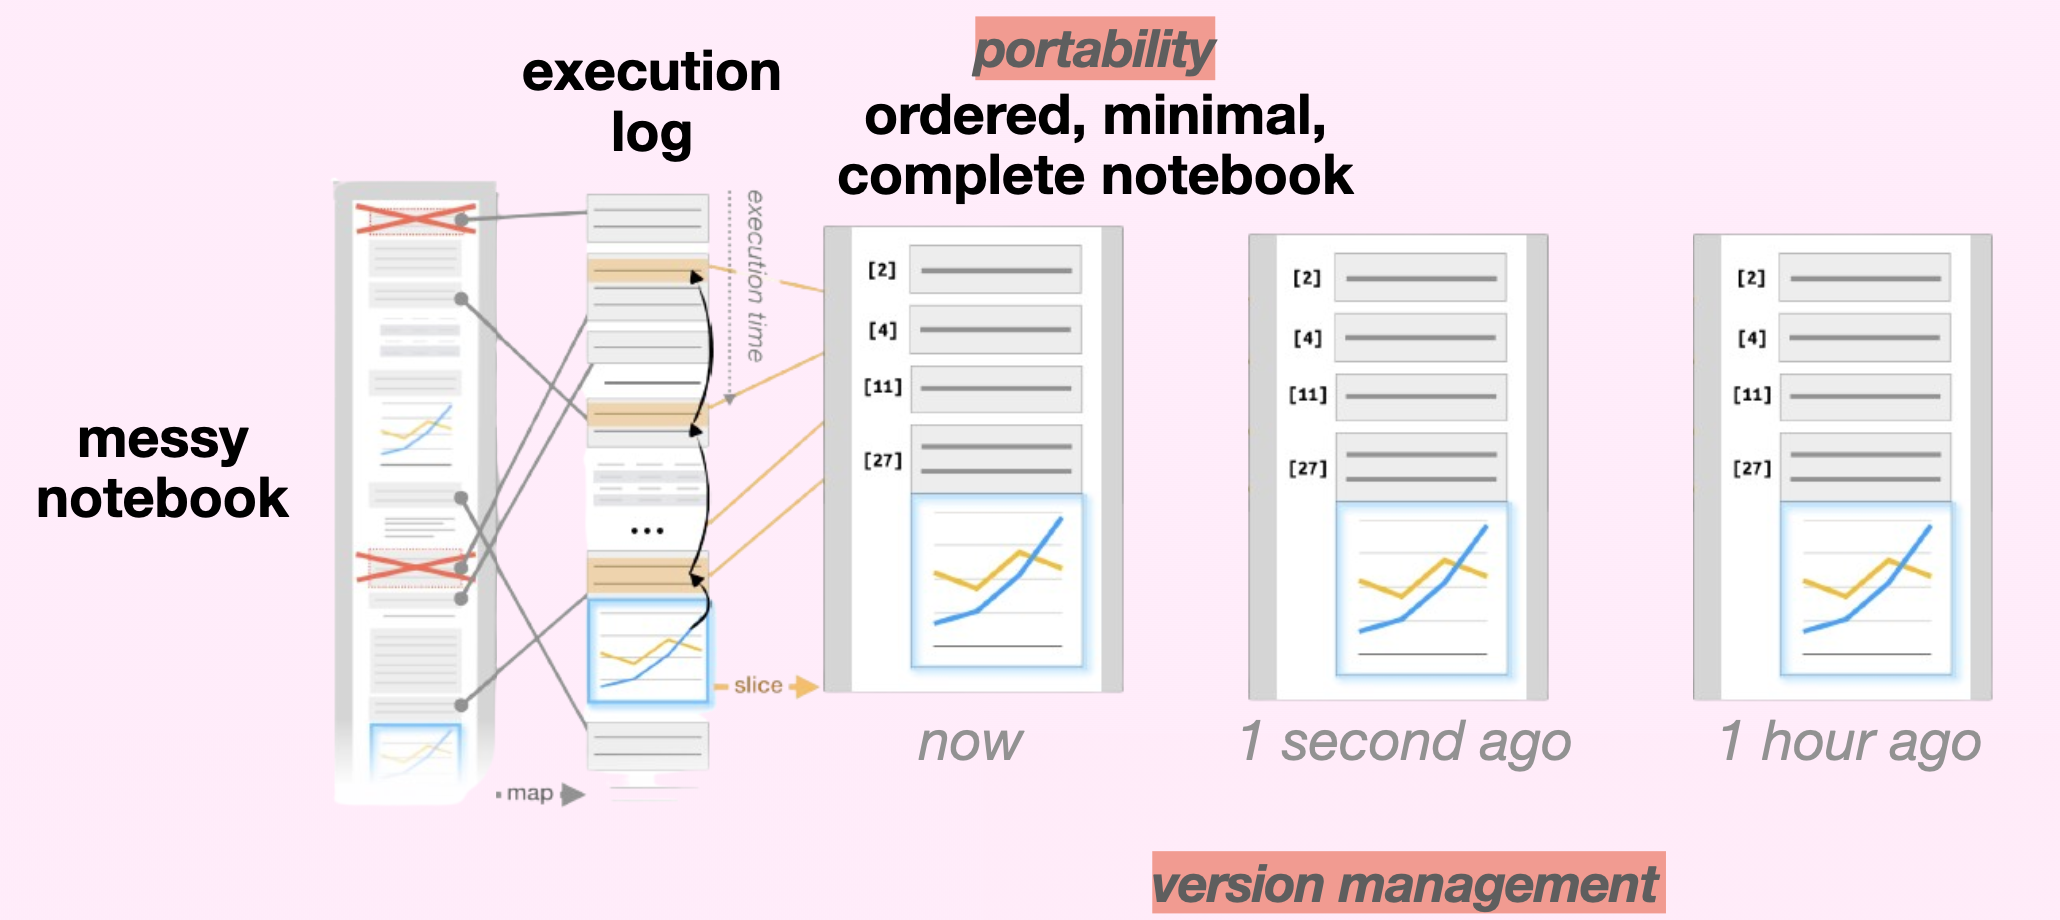 portability
execution
log
ordered, minimal,
complete notebook
messy
notebook
execution time
[2]
[4]
[11]
[27]
[2]
[4]
[11]
[27]
[2]
[4]
[11]
[27]
...
slice
map
now
1 second ago
1 hour ago
version management